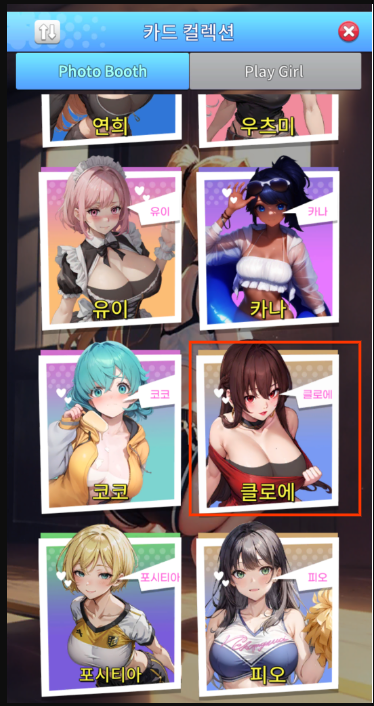 카드 컬렉션
Photo Booth
Play Girl
연희
우츠미
유이
유이
카나
카나
코코
코코
클로에
클로에
포시티아
포시티아
피오
피오